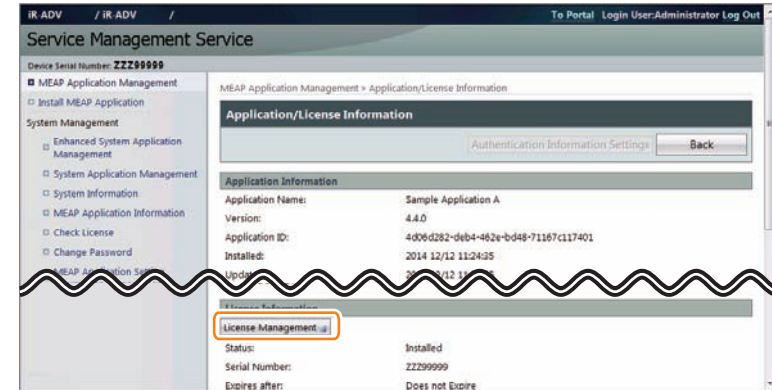 iR-ADV / iR-ADV /
To Portal Login User:Administrator Log Out
Service Management Service
Device Serial Number: ZZZ99999
MEAP Application Management
Install MEAP Application
System Management
Enhanced System Application
Management
System Application Management
System Information
MEAP Application Information
Check License
Change Password
MEAP Application
MEAP Application Management > Application/License Information
Application/License Information
Authentication Information Settings Back
Application Information
Application Name: Sample Application A
Version: 4.4.0
Application ID: 4d06d282-deb4-462e-bd48-71167c117401
Installed: 2014 12/12 11:24:35
License Information
License Management
Status: Installed
Serial Number: ZZZ99999
Expires after: Does not Expire